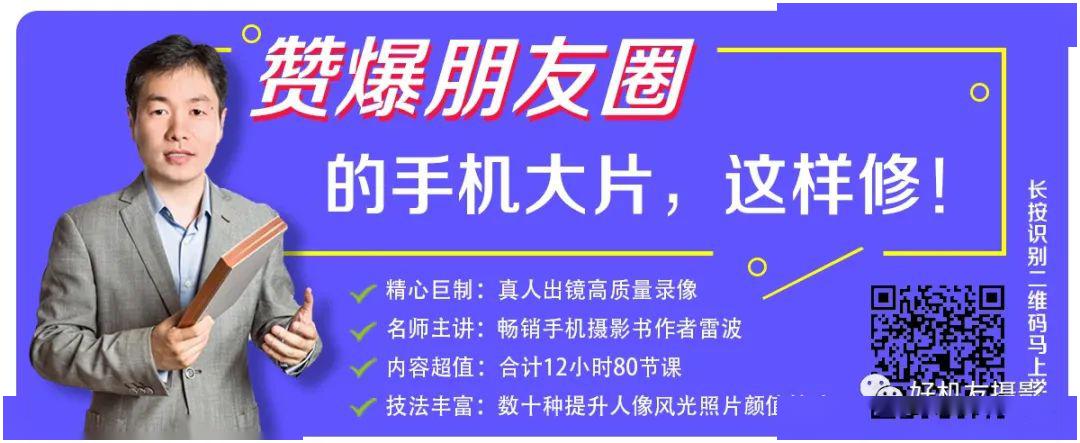 赞爆朋友圈
的手机大片，这样修！
精心巨制：真人出镜高质量录像
名师主讲：畅销手机摄影书作者雷波
内容超值：合计12小时80节课
技法丰富：数十种提升人像风光照片颜值
长按识别二维码马上学
好机友摄影